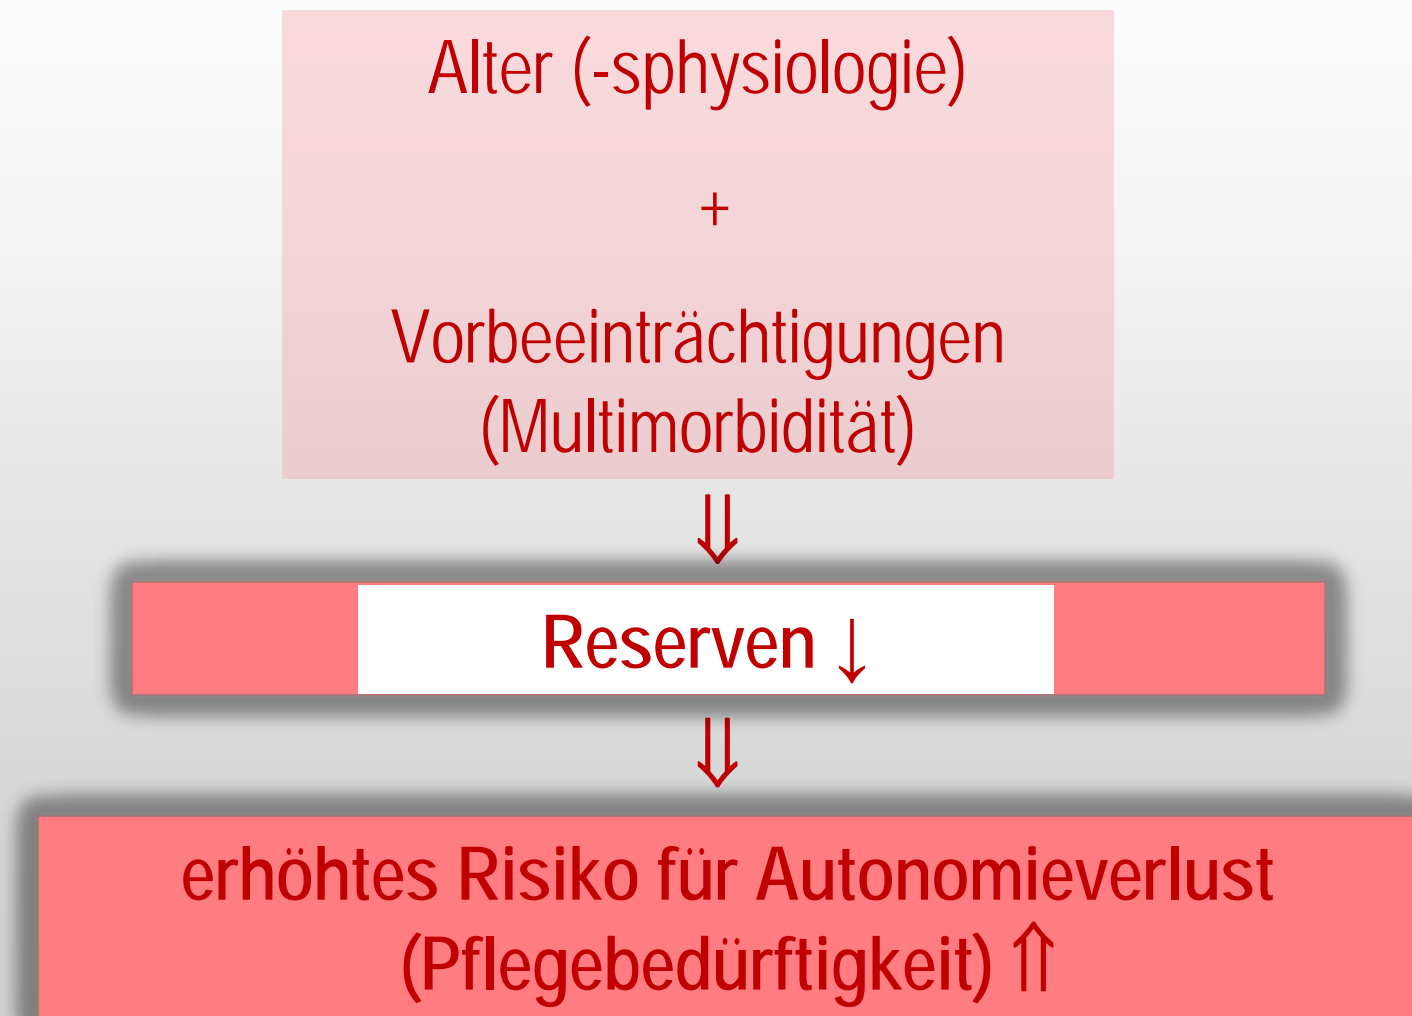 Alter (-sphysiologie)
+
Vorbeeinträchtigungen
(Multimorbidität)
⇓
Reserven ↓
⇓
erhöhtes Risiko für Autonomieverlust
(Pflegebedürftigkeit) ⇑